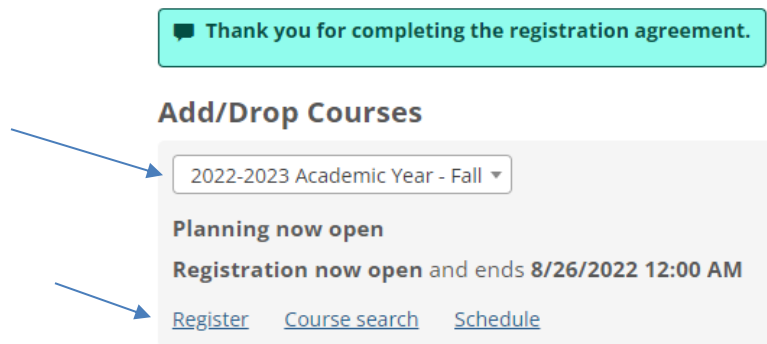 Thank you for completing the registration agreement.
Add/Drop Courses
2022-2023 Academic Year - Fall
Planning now open
Registration now open and ends 8/26/2022 12:00 AM
Register Course search Schedule